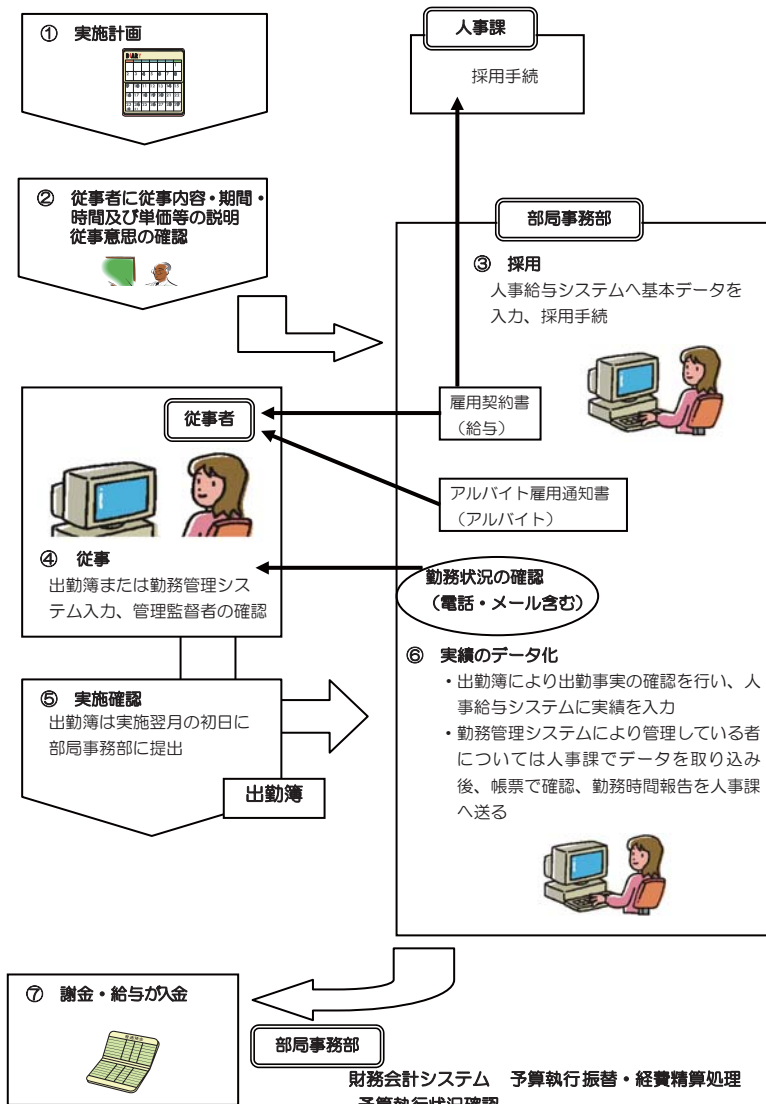 ① 実施計画
人事課
採用手続
② 従事者に従事内容・期間・
時間及び単価等の説明
従事意思の確認
部局事務部
③ 採用
人事給与システムへ基本データを
入力、採用手続
従事者
雇用契約書
（給与）
アルバイト雇用通知書
（アルバイト）
④ 従事
出勤簿または勤務管理シス
テム入力、管理監督者の確認
勤務状況の確認
（電話・メール含む）
⑤ 実施確認
出勤簿は実施翌月の初日に
部局事務部に提出
出勤簿
⑥ 実績のデータ化
・出勤簿により出勤事実の確認を行い、人
事給与システムに実績を入力
・勤務管理システムにより管理している者
については人事課でデータを取り込み
後、帳票で確認、勤務時間報告を人事課
へ送る
⑦ 謝金・給与が入金
部局事務部
財務会計システム 予算執行振替・経費精算処理
予算執行状況確認